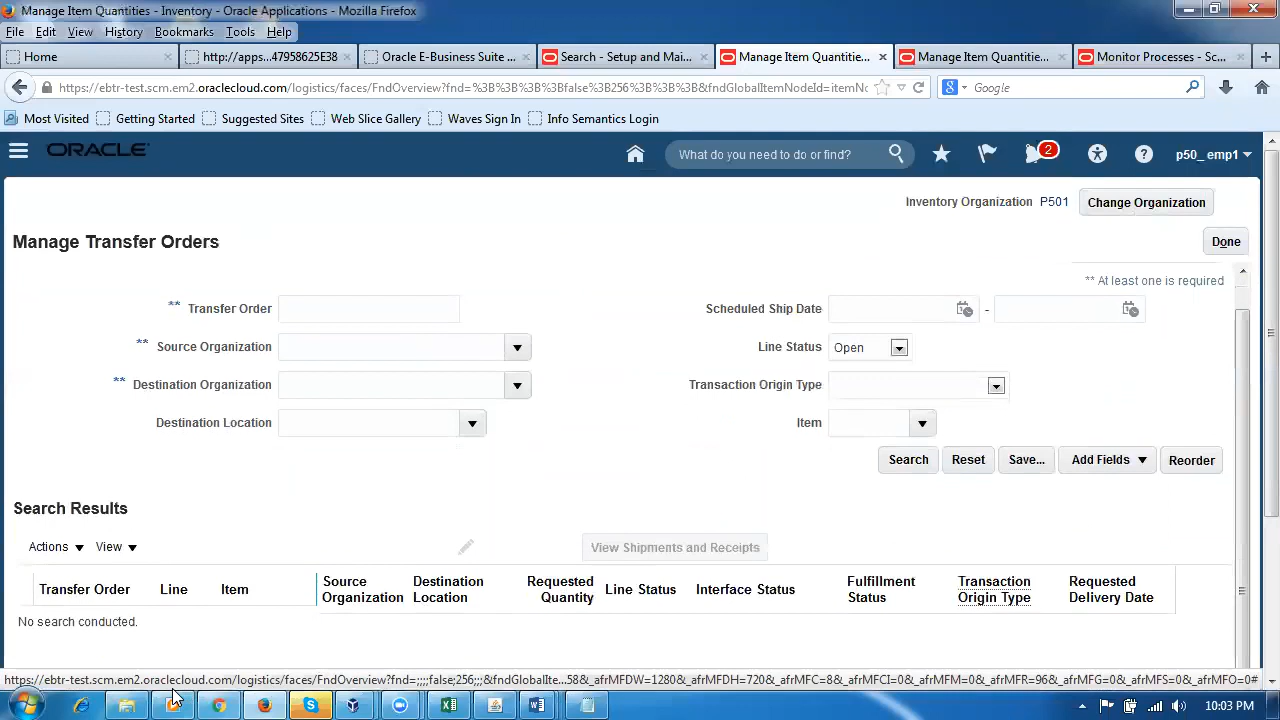 Manage Item Quantities - Inventory - Oracle Applications - Mozilla Firefox
File Edit View History Bookmarks Tools Help
Home × http://apps....47958625E38 × Oracle E-Business Suite ... × Search - Setup and Mai... × Manage Item Quantitie... × Manage Item Quantities... × Monitor Processes - Sc... × +
https://ebtr-test.scm.em2.oraclecloud.com/logistics/faces/FndOverview?fnd=%3B%3B%3B%3Bfalse%3B256%3B%3B%3B&fndGlobalItemNodeId=itemNo Google
Most Visited Getting Started Suggested Sites Web Slice Gallery Waves Sign In Info Semantics Login
ORACLE What do you need to do or find? 2 p50_emp1
Inventory Organization P501 Change Organization
Manage Transfer Orders Done
** At least one is required
** Transfer Order Scheduled Ship Date -
** Source Organization Line Status Open
** Destination Organization Transaction Origin Type
Destination Location Item
Search Reset Save... Add Fields Reorder
Search Results
Actions View View Shipments and Receipts
Transfer Order Line Item Source Organization Destination Location Requested Quantity Line Status Interface Status Fulfillment Status Transaction Origin Type Requested Delivery Date
No search conducted.
https://ebtr-test.scm.em2.oraclecloud.com/logistics/faces/FndOverview?fnd=;;;;false;256;;;&fndGlobalIte...58&_afrMFDW=1280&_afrMFDH=720&_afrMFC=8&_afrMFCI=0&_afrMFM=0&_afrMFR=96&_afrMFG=0&_afrMFS=0&_afrMFO=0#
10:03 PM